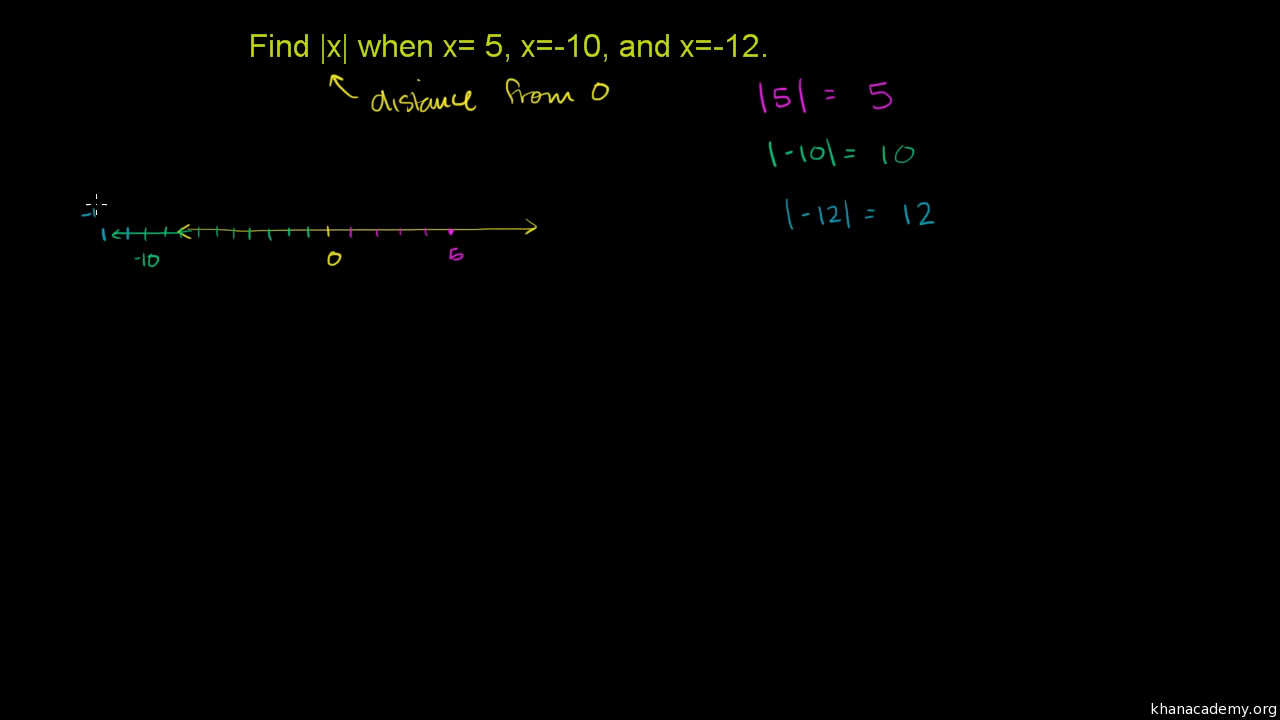 Find |x| when x= 5, x=-10, and x=-12.
distance from 0
|5| = 5
|-10| = 10
|-12| = 12
-1
-10 0 5
khanacademy.org